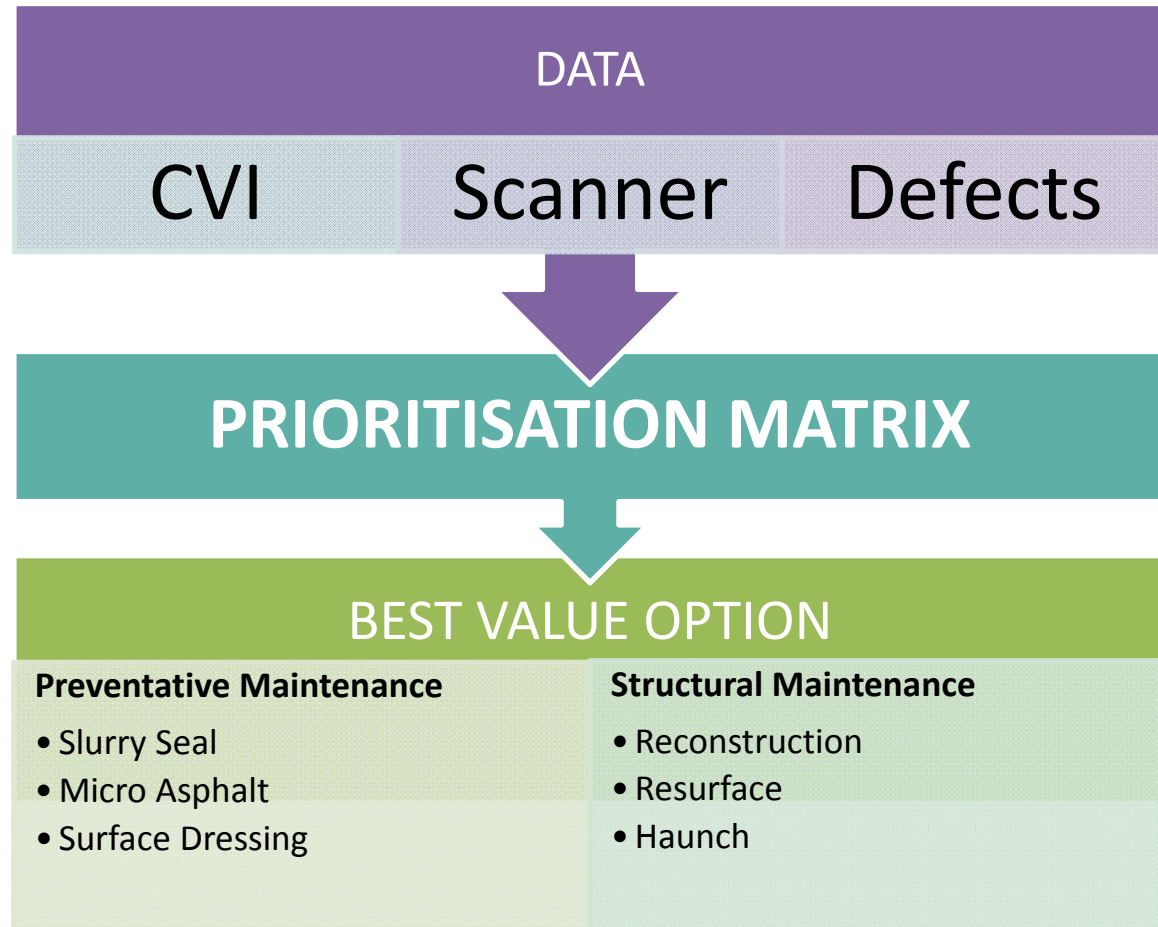 DATA
CVI Scanner Defects
PRIORITISATION MATRIX
BEST VALUE OPTION
Preventative Maintenance
• Slurry Seal
• Micro Asphalt
• Surface Dressing
Structural Maintenance
• Reconstruction
• Resurface
• Haunch